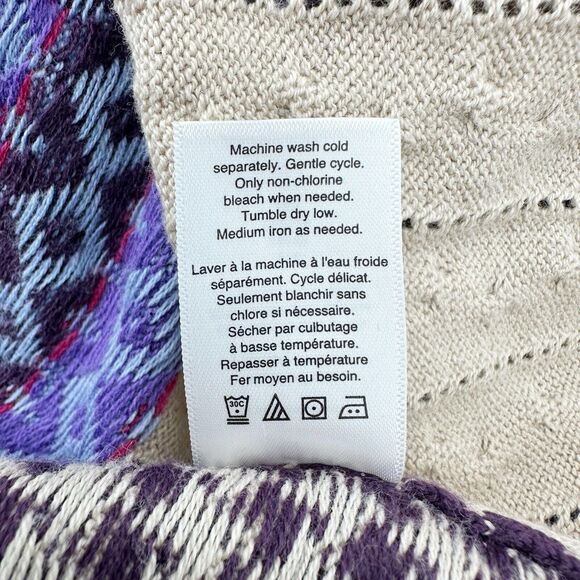 Machine wash cold
separately. Gentle cycle.
Only non-chlorine
bleach when needed.
Tumble dry low.
Medium iron as needed.
Laver à la machine à l'eau froide
séparément. Cycle délicat.
Seulement blanchir sans
chlore si nécessaire.
Sécher par culbutage
à basse température.
Repasser à température
Fer moyen au besoin.
30C